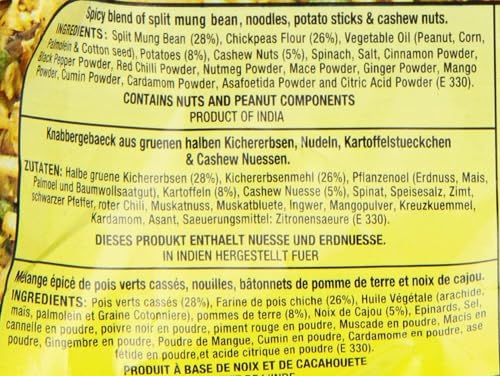 Spicy blend of split mung bean, noodles, potato sticks & cashew nuts.
INGREDIENTS: Split Mung Bean (28%), Chickpeas Flour (26%), Vegetable Oil (Peanut, Corn,
Palmolein & Cotton seed), Potatoes (8%), Cashew Nuts (5%), Spinach, Salt, Cinnamon Powder,
Black Pepper Powder, Red Chilli Powder, Nutmeg Powder, Mace Powder, Ginger Powder, Mango
Powder, Cumin Powder, Cardamom Powder, Asafoetida Powder and Citric Acid Powder (E 330).
CONTAINS NUTS AND PEANUT COMPONENTS
PRODUCT OF INDIA
Knabbergebaeck aus gruenen halben Kichererbsen, Nudeln, Kartoffelstueckchen
& Cashew Nuessen.
ZUTATEN: Halbe gruene Kichererbsen (28%), Kichererbsenmehl (26%), Pflanzenoel (Erdnuss, Mais,
Palmoel und Baumwollsaatgut), Kartoffeln (8%), Cashew Nuesse (5%), Spinat, Speisesalz, Zimt,
schwarzer Pfeffer, roter Chili, Muskatnuss, Muskatbluete, Ingwer, Mangopulver, Kreuzkuemmel,
Kardamom, Asant, Saeuerungsmittel: Zitronensaeure (E 330).
DIESES PRODUKT ENTHAELT NUESSE UND ERDNUESSE.
IN INDIEN HERGESTELLT FUER
Mélange épicé de pois verts cassés, nouilles, bâtonnets de pomme de terre et noix de cajou.
INGREDIENTS: Pois verts cassés (28%), Farine de pois chiche (26%), Huile Végétale (arachide,
maïs, palmolein et Graine Cotonniere), pommes de terre (8%), Noix de Cajou (5%), Epinards, Sel,
cannelle en poudre, poivre noir en poudre, piment rouge en poudre, Muscade en poudre, Macis en
poudre, Gingembre en poudre, Poudre de Mangue, Cumin en poudre, Cardamome en poudre, ase
fétide en poudre,et acide citrique en poudre (E 330).
PRODUIT À BASE DE NOIX ET DE CACAHOUETE